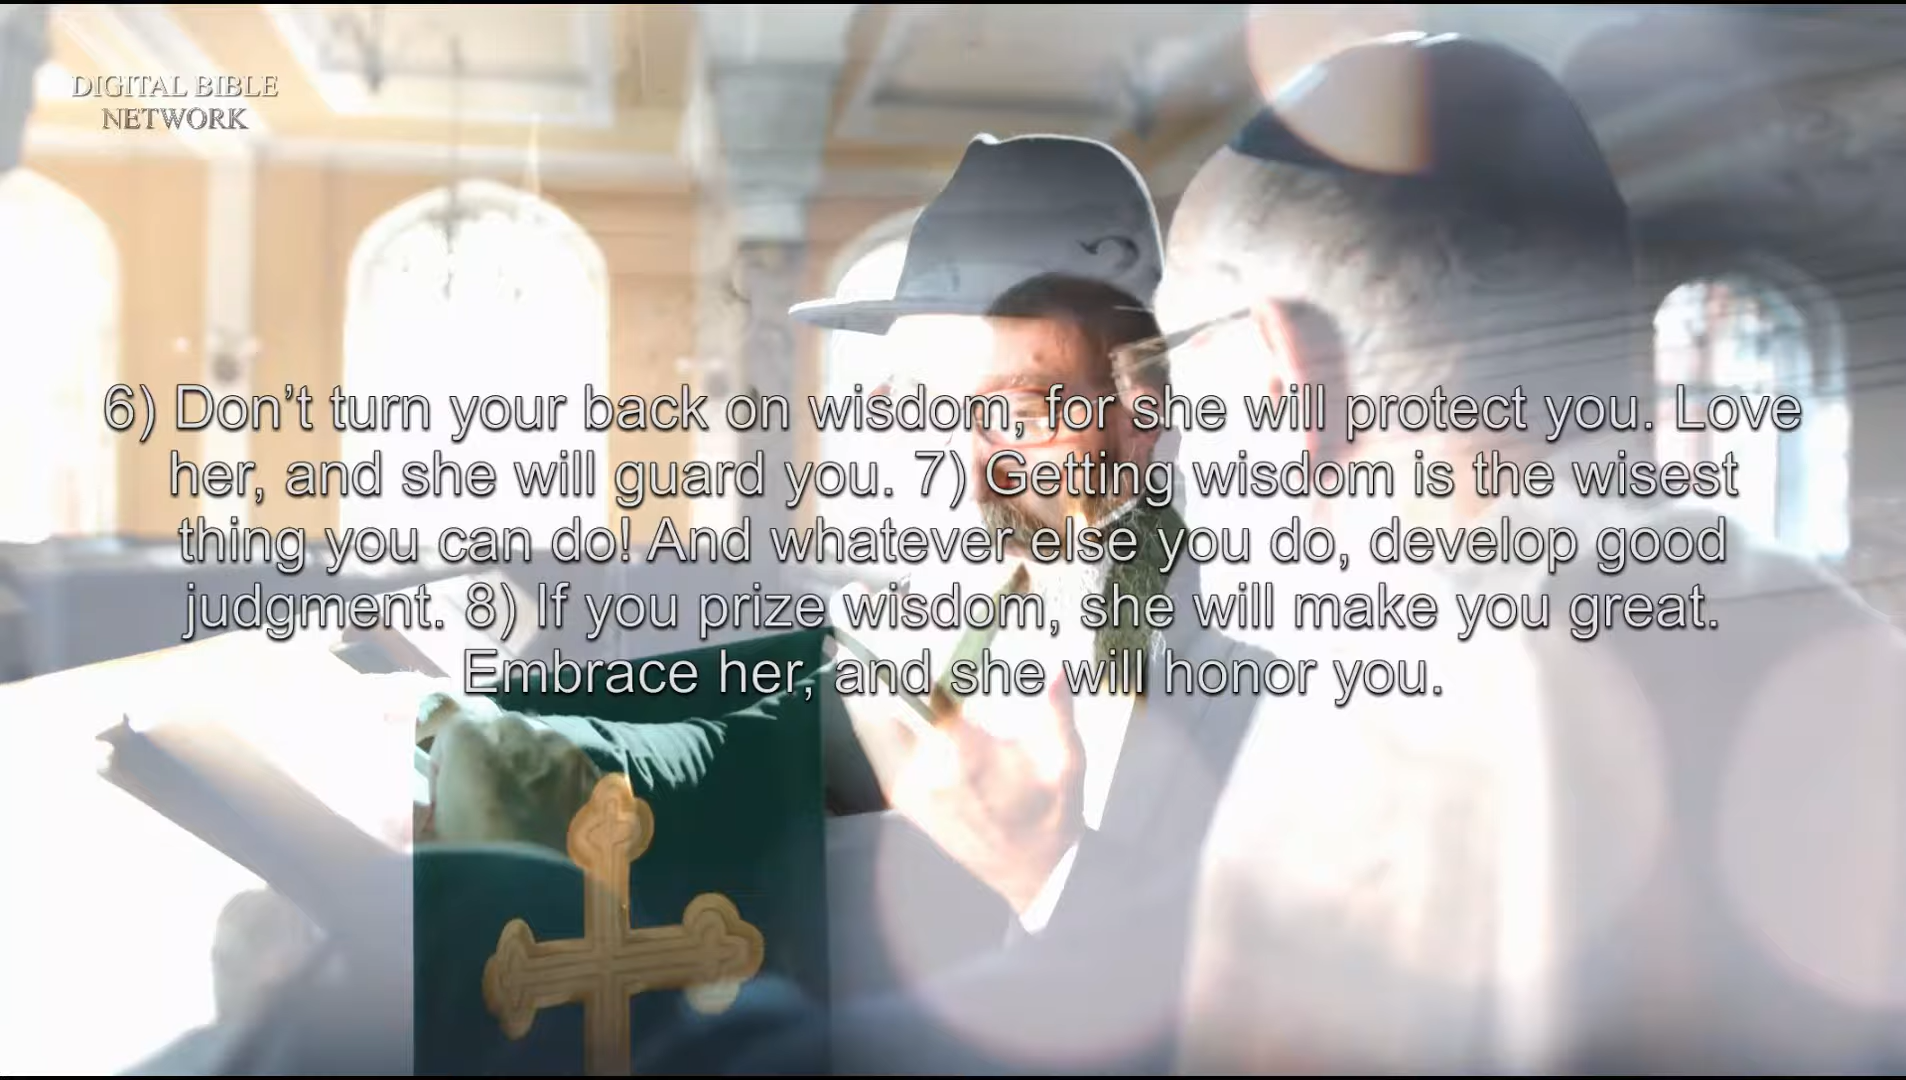 DIGITAL BIBLE
NETWORK
6) Don’t turn your back on wisdom, for she will protect you. Love
her, and she will guard you. 7) Getting wisdom is the wisest
thing you can do! And whatever else you do, develop good
judgment. 8) If you prize wisdom, she will make you great.
Embrace her, and she will honor you.